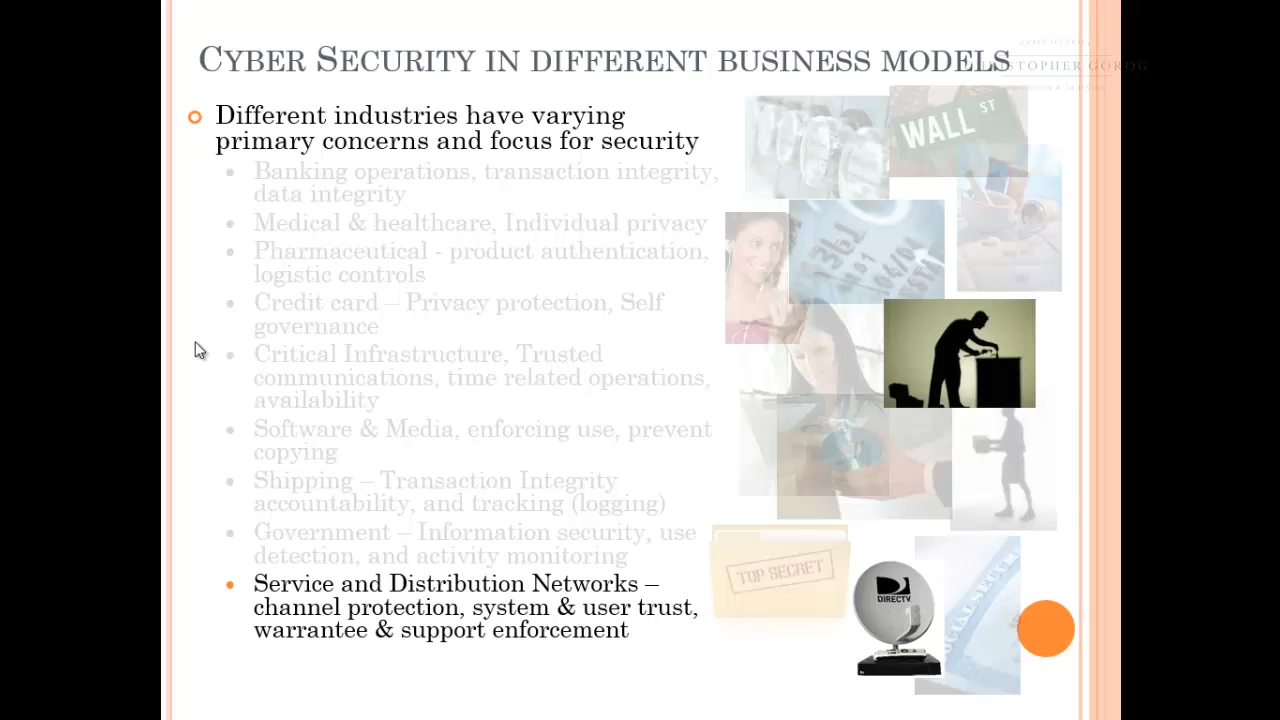 CYBER SECURITY IN DIFFERENT BUSINESS MODELS
CHRISTOPHER GOROG
Different industries have varying
primary concerns and focus for security
Banking operations, transaction integrity,
data integrity
Medical & healthcare, Individual privacy
Pharmaceutical - product authentication,
logistic controls
Credit card – Privacy protection, Self
governance
Critical Infrastructure, Trusted
communications, time related operations,
availability
Software & Media, enforcing use, prevent
copying
Shipping – Transaction Integrity
accountability, and tracking (logging)
Government – Information security, use
detection, and activity monitoring
Service and Distribution Networks –
channel protection, system & user trust,
warrantee & support enforcement
WALL ST
TOP SECRET
DIRECTV